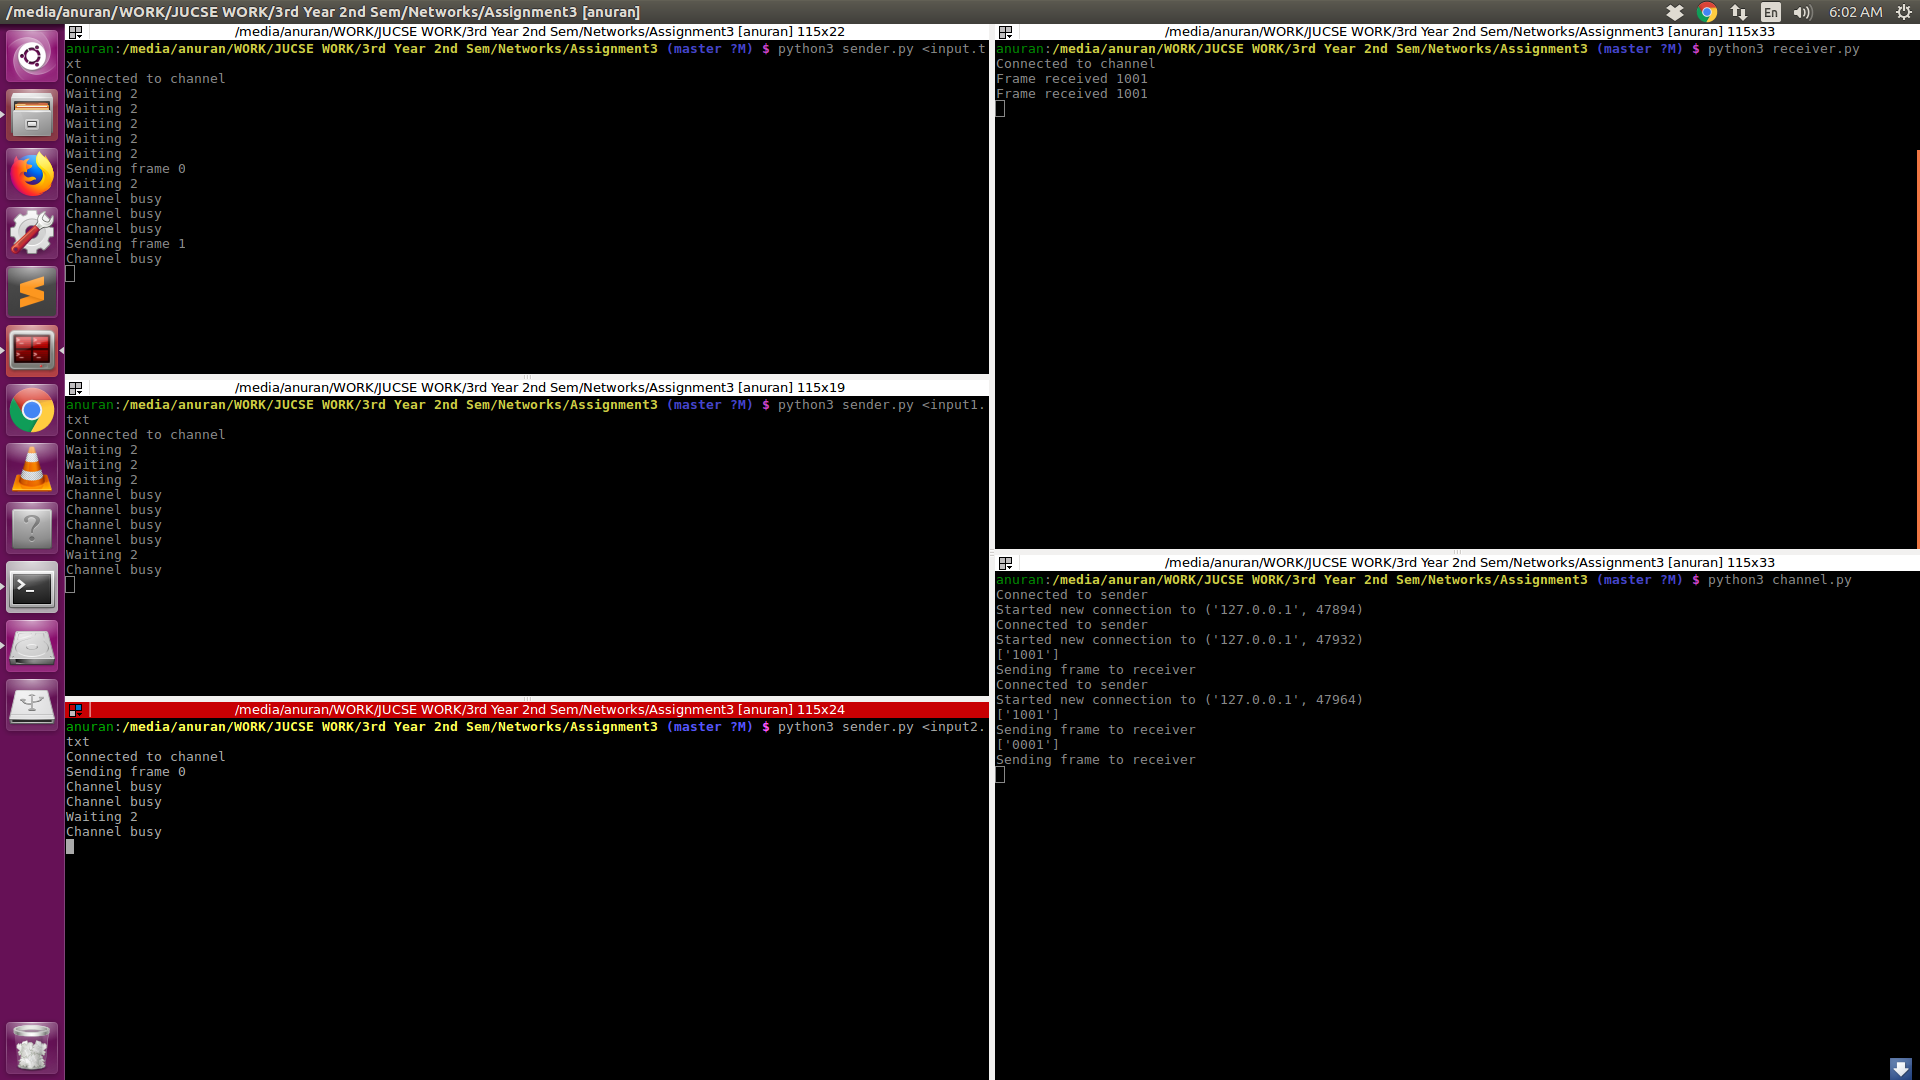 /media/anuran/WORK/JUCSE WORK/3rd Year 2nd Sem/Networks/Assignment3 [anuran]
En
6:02 AM
/media/anuran/WORK/JUCSE WORK/3rd Year 2nd Sem/Networks/Assignment3 [anuran] 115x22
anuran:/media/anuran/WORK/JUCSE WORK/3rd Year 2nd Sem/Networks/Assignment3 (master ?M) $ python3 sender.py <input.t
xt
Connected to channel
Waiting 2
Waiting 2
Waiting 2
Waiting 2
Waiting 2
Sending frame 0
Waiting 2
Channel busy
Channel busy
Channel busy
Sending frame 1
Channel busy
/media/anuran/WORK/JUCSE WORK/3rd Year 2nd Sem/Networks/Assignment3 [anuran] 115x19
anuran:/media/anuran/WORK/JUCSE WORK/3rd Year 2nd Sem/Networks/Assignment3 (master ?M) $ python3 sender.py <input1.
txt
Connected to channel
Waiting 2
Waiting 2
Waiting 2
Channel busy
Channel busy
Channel busy
Channel busy
Waiting 2
Channel busy
/media/anuran/WORK/JUCSE WORK/3rd Year 2nd Sem/Networks/Assignment3 [anuran] 115x24
anuran:/media/anuran/WORK/JUCSE WORK/3rd Year 2nd Sem/Networks/Assignment3 (master ?M) $ python3 sender.py <input2.
txt
Connected to channel
Sending frame 0
Channel busy
Channel busy
Waiting 2
Channel busy
/media/anuran/WORK/JUCSE WORK/3rd Year 2nd Sem/Networks/Assignment3 [anuran] 115x33
anuran:/media/anuran/WORK/JUCSE WORK/3rd Year 2nd Sem/Networks/Assignment3 (master ?M) $ python3 receiver.py
Connected to channel
Frame received 1001
Frame received 1001
/media/anuran/WORK/JUCSE WORK/3rd Year 2nd Sem/Networks/Assignment3 [anuran] 115x33
anuran:/media/anuran/WORK/JUCSE WORK/3rd Year 2nd Sem/Networks/Assignment3 (master ?M) $ python3 channel.py
Connected to sender
Started new connection to ('127.0.0.1', 47894)
Connected to sender
Started new connection to ('127.0.0.1', 47932)
['1001']
Sending frame to receiver
Connected to sender
Started new connection to ('127.0.0.1', 47964)
['1001']
Sending frame to receiver
['0001']
Sending frame to receiver